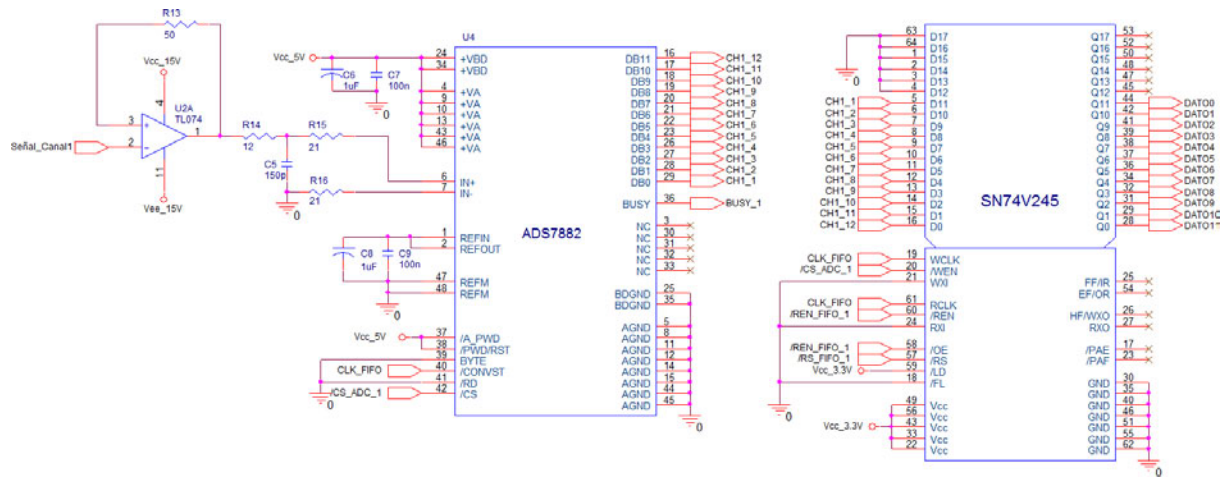 R13
50
Vcc_15V
4
3
+
U2A
TL074
1
Señal_Canal1
2
-
11
Vee_15V
R14
12
R15
21
C5
150p
R16
21
0
Vcc_5V
C6
1uF
C7
100n
0
C8
1uF
C9
100n
0
Vcc_5V
CLK_FIFO
/CS_ADC_1
0
U4
ADS7882
24 +VBD
34 +VBD
4 +VA
9 +VA
10 +VA
13 +VA
43 +VA
46 +VA
6 IN+
7 IN-
1 REFIN
2 REFOUT
47 REFM
48 REFM
37 /A_PWD
38 /PWD/RST
39 BYTE
40 /CONVST
41 /RD
42 /CS
DB11 16 CH1_12
DB10 17 CH1_11
DB9 18 CH1_10
DB8 19 CH1_9
DB7 20 CH1_8
DB6 21 CH1_7
DB5 22 CH1_6
DB4 23 CH1_5
DB3 26 CH1_4
DB2 27 CH1_3
DB1 28 CH1_2
DB0 29 CH1_1
BUSY 36 BUSY_1
NC 3
NC 30
NC 31
NC 32
NC 33
BDGND 25
BDGND 35
AGND 5
AGND 8
AGND 11
AGND 12
AGND 14
AGND 15
AGND 44
AGND 45
0
SN74V245
0
63 D17
64 D16
1 D15
2 D14
3 D13
4 D12
CH1_1 5 D11
CH1_2 6 D10
CH1_3 7 D9
CH1_4 8 D8
CH1_5 9 D7
CH1_6 10 D6
CH1_7 11 D5
CH1_8 12 D4
CH1_9 13 D3
CH1_10 14 D2
CH1_11 15 D1
CH1_12 16 D0
Q17 53
Q16 52
Q15 50
Q14 48
Q13 47
Q12 45
Q11 44 DATO0
Q10 42 DATO1
Q9 41 DATO2
Q8 39 DATO3
Q7 38 DATO4
Q6 37 DATO5
Q5 36 DATO6
Q4 34 DATO7
Q3 32 DATO8
Q2 31 DATO9
Q1 29 DATO10
Q0 28 DATO11
CLK_FIFO 19 WCLK
/CS_ADC_1 20 /WEN
21 WXI
CLK_FIFO 61 RCLK
/REN_FIFO_1 60 /REN
24 RXI
/REN_FIFO_1 58 /OE
/RS_FIFO_1 57 /RS
Vcc_3.3V 59 /LD
18 /FL
0
Vcc_3.3V
49 Vcc
56 Vcc
43 Vcc
33 Vcc
22 Vcc
FF/IR 25
EF/OR 54
HF/WXO 26
RXO 27
/PAE 17
/PAF 23
GND 30
GND 35
GND 40
GND 46
GND 51
GND 55
GND 62
0